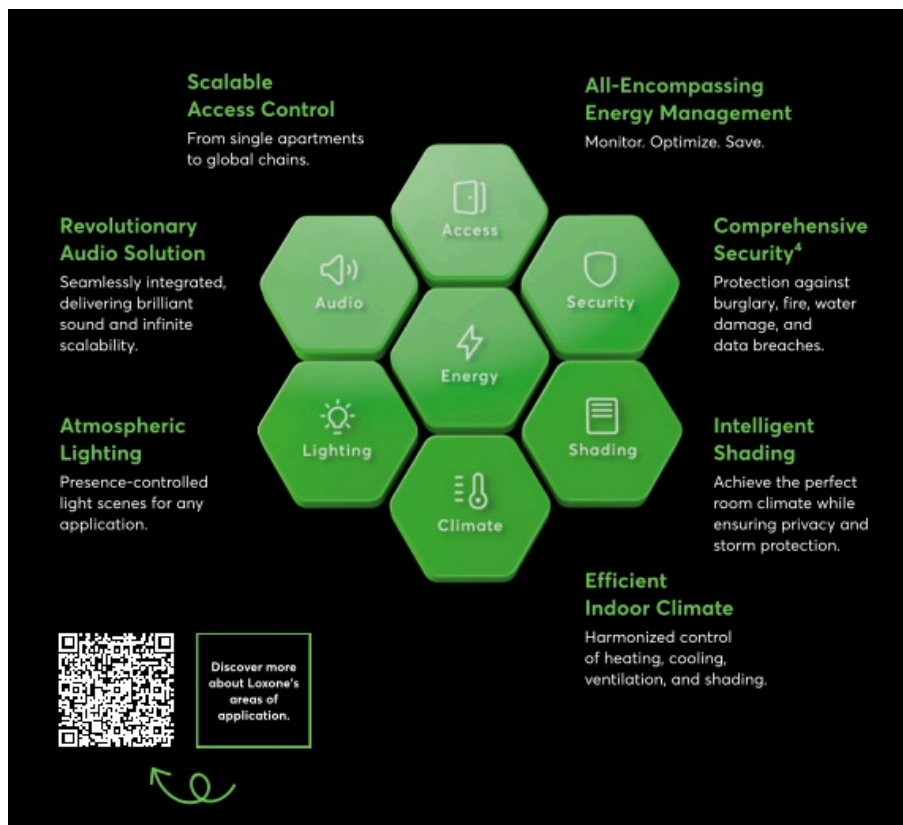 Scalable
Access Control
From single apartments
to global chains.
All-Encompassing
Energy Management
Monitor. Optimize. Save.
Revolutionary
Audio Solution
Seamlessly integrated,
delivering brilliant
sound and infinite
scalability.
Access
Audio
Security
Energy
Lighting
Shading
Climate
Comprehensive
Security⁴
Protection against
burglary, fire, water
damage, and
data breaches.
Atmospheric
Lighting
Presence-controlled
light scenes for any
application.
Intelligent
Shading
Achieve the perfect
room climate while
ensuring privacy and
storm protection.
Efficient
Indoor Climate
Harmonized control
of heating, cooling,
ventilation, and shading.
Discover more
about Loxone's
areas of
application.